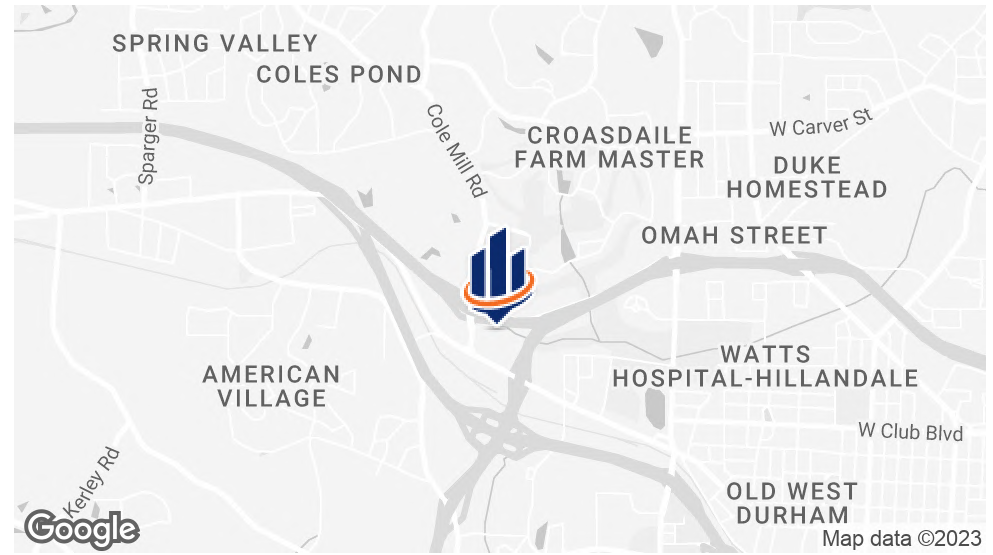 SPRING VALLEY
COLES POND
Sparger Rd
Cole Mill Rd
W Carver St
CROASDAILE
FARM MASTER
DUKE
HOMESTEAD
OMAH STREET
WATTS
HOSPITAL-HILLANDALE
AMERICAN
VILLAGE
W Club Blvd
Kerley Rd
OLD WEST
DURHAM
Google
Map data ©2023